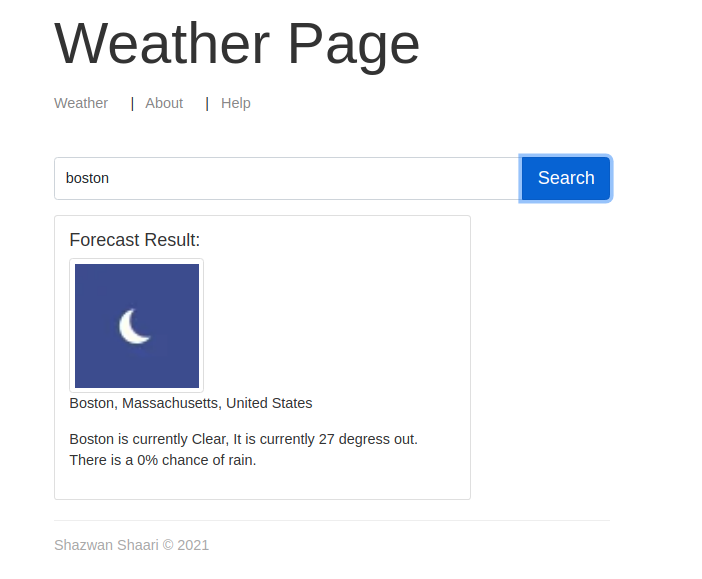 Weather Page
Weather | About | Help
boston Search
Forecast Result:
Boston, Massachusetts, United States
Boston is currently Clear, It is currently 27 degress out.
There is a 0% chance of rain.
Shazwan Shaari © 2021